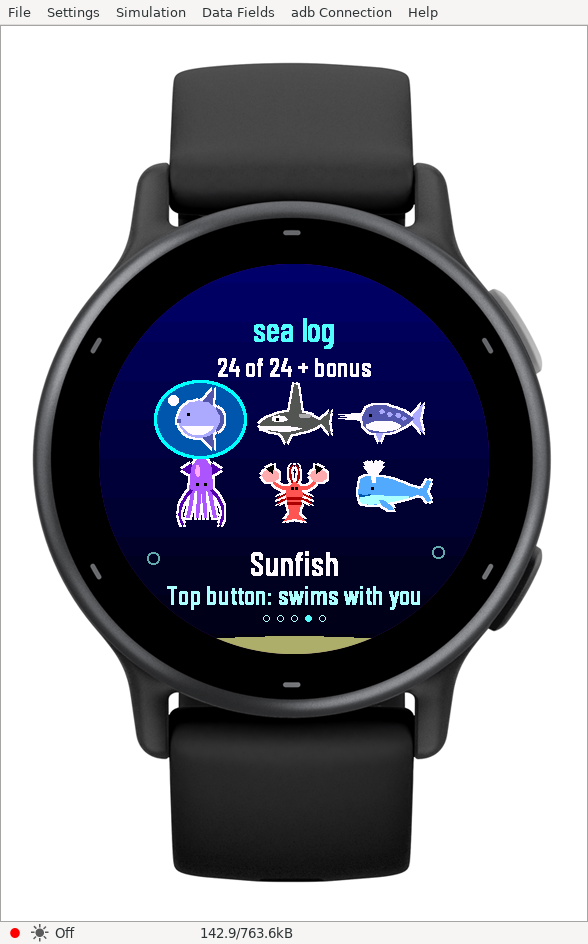 File Settings Simulation Data Fields adb Connection Help
sea log
24 of 24 + bonus
Sunfish
Top button: swims with you
Off 142.9/763.6kB